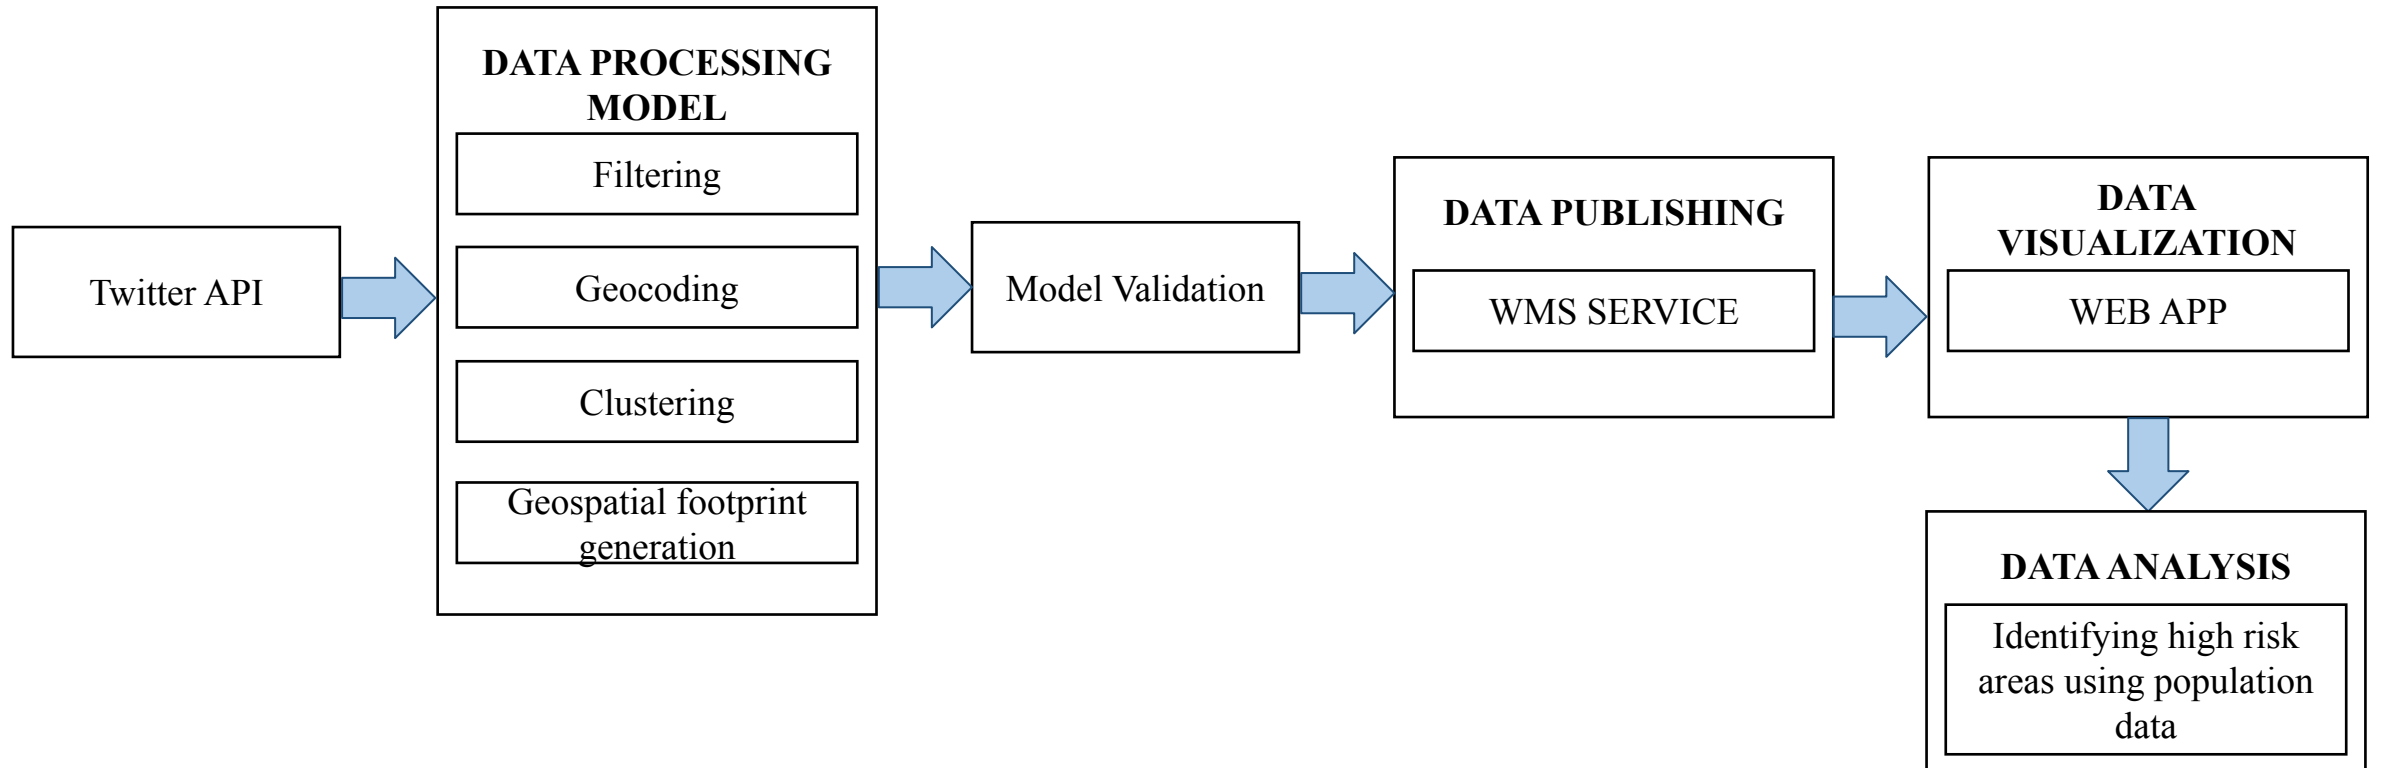 Twitter API
DATA PROCESSING
MODEL
Filtering
Geocoding
Clustering
Geospatial footprint
generation
Model Validation
DATA PUBLISHING
WMS SERVICE
DATA
VISUALIZATION
WEB APP
DATA ANALYSIS
Identifying high risk
areas using population
data